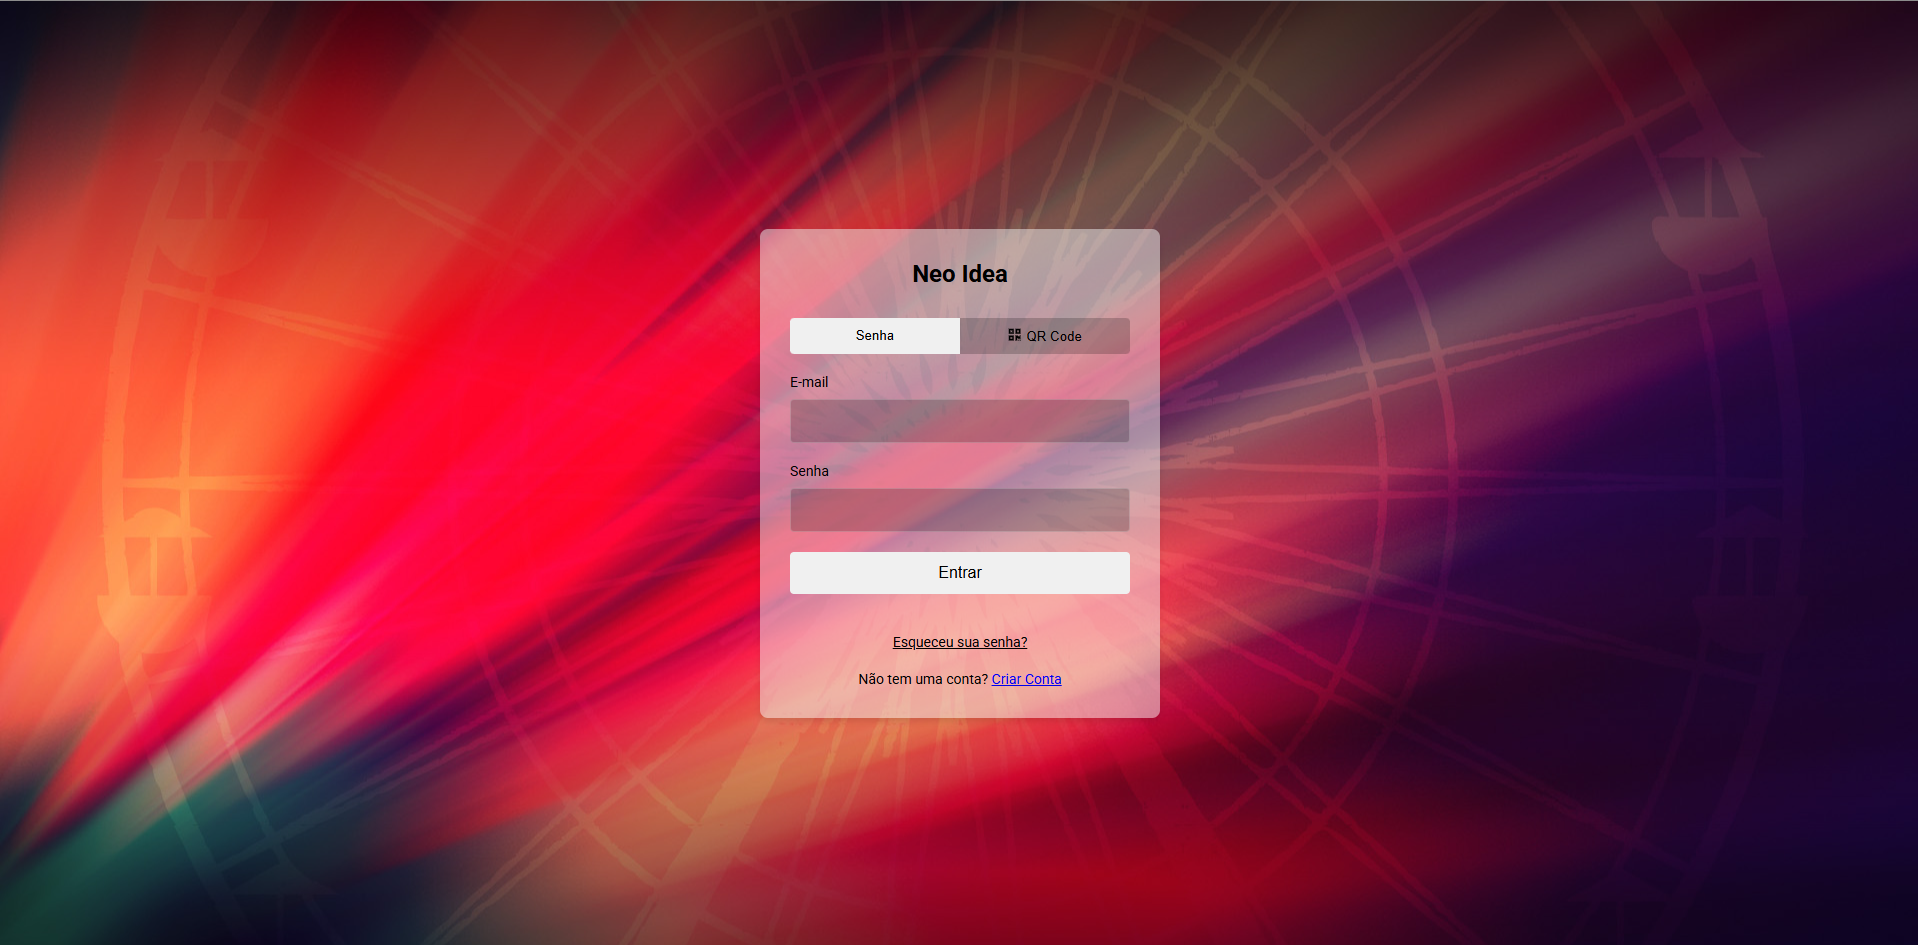 Neo Idea
Senha
QR Code
E-mail
Senha
Entrar
Esqueceu sua senha?
Não tem uma conta? Criar Conta